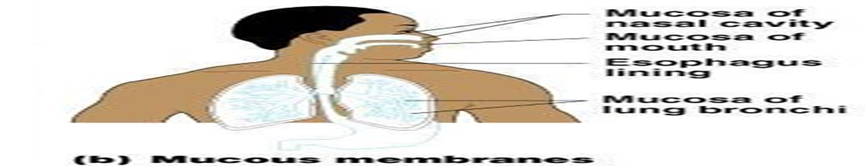 Mucosa of
nasal cavity
Mucosa of
mouth
Esophagus
lining
Mucosa of
lung bronchi
(b) Mucous membranes